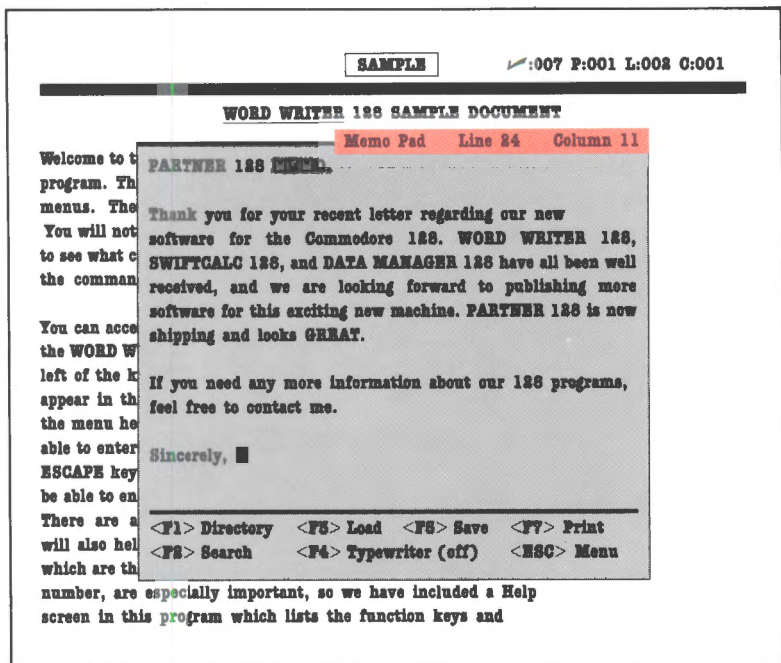 SAMPLE :007 P:001 L:002 C:001
WORD WRITER 128 SAMPLE DOCUMENT
Memo Pad Line 24 Column 11
Welcome to t
program. Th
menus. The
You will not
to see what c
the comman
You can acce
the WORD W
left of the k
appear in th
the menu he
able to enter
ESCAPE key
be able to en
There are a
will also hel
which are th
number, are especially important, so we have included a Help
screen in this program which lists the function keys and
PARTNER 128
Thank you for your recent letter regarding our new
software for the Commodore 128. WORD WRITER 128,
SWIFTCALC 128, and DATA MANAGER 128 have all been well
received, and we are looking forward to publishing more
software for this exciting new machine. PARTNER 128 is now
shipping and looks GREAT.
If you need any more information about our 128 programs,
feel free to contact me.
Sincerely,
<F1> Directory <F3> Load <F5> Save <F7> Print
<F2> Search <F4> Typewriter (off) <ESC> Menu